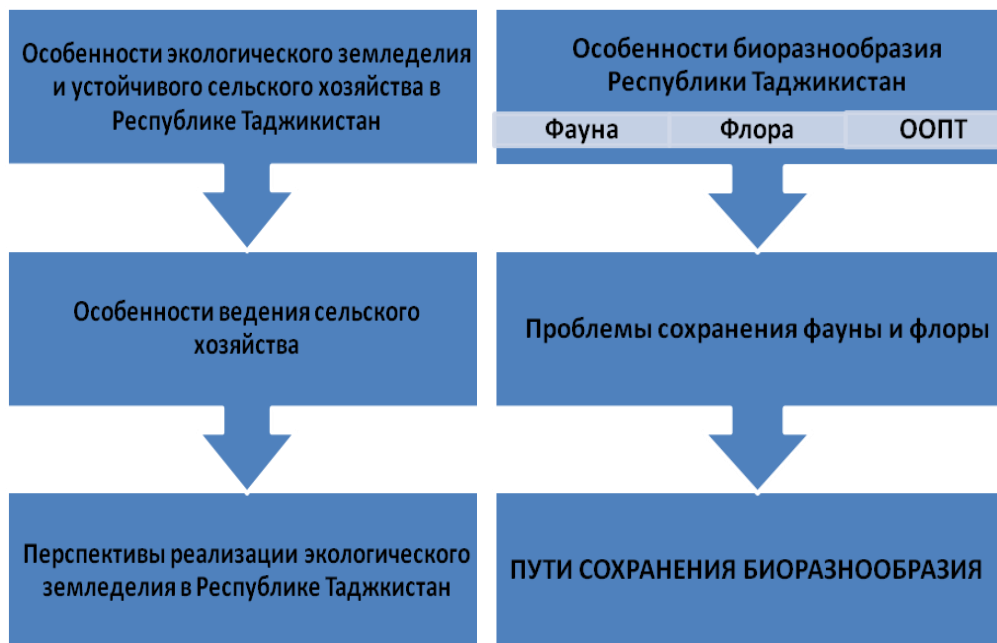 Особенности экологического земледелия
и устойчивого сельского хозяйства в
Республике Таджикистан
Особенности ведения сельского
хозяйства
Перспективы реализации экологического
земледелия в Республике Таджкистан
Особенности биоразнообразия
Республики Таджикистан
Фауна Флора ООПТ
Проблемы сохранения фауны и флоры
ПУТИ СОХРАНЕНИЯ БИОРАЗНООБРАЗИЯ